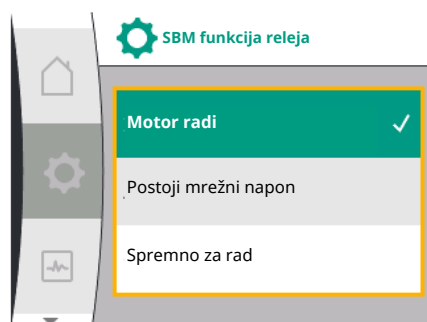 SBM funkcija releja
Motor radi
Postoji mrežni napon
Spremno za rad